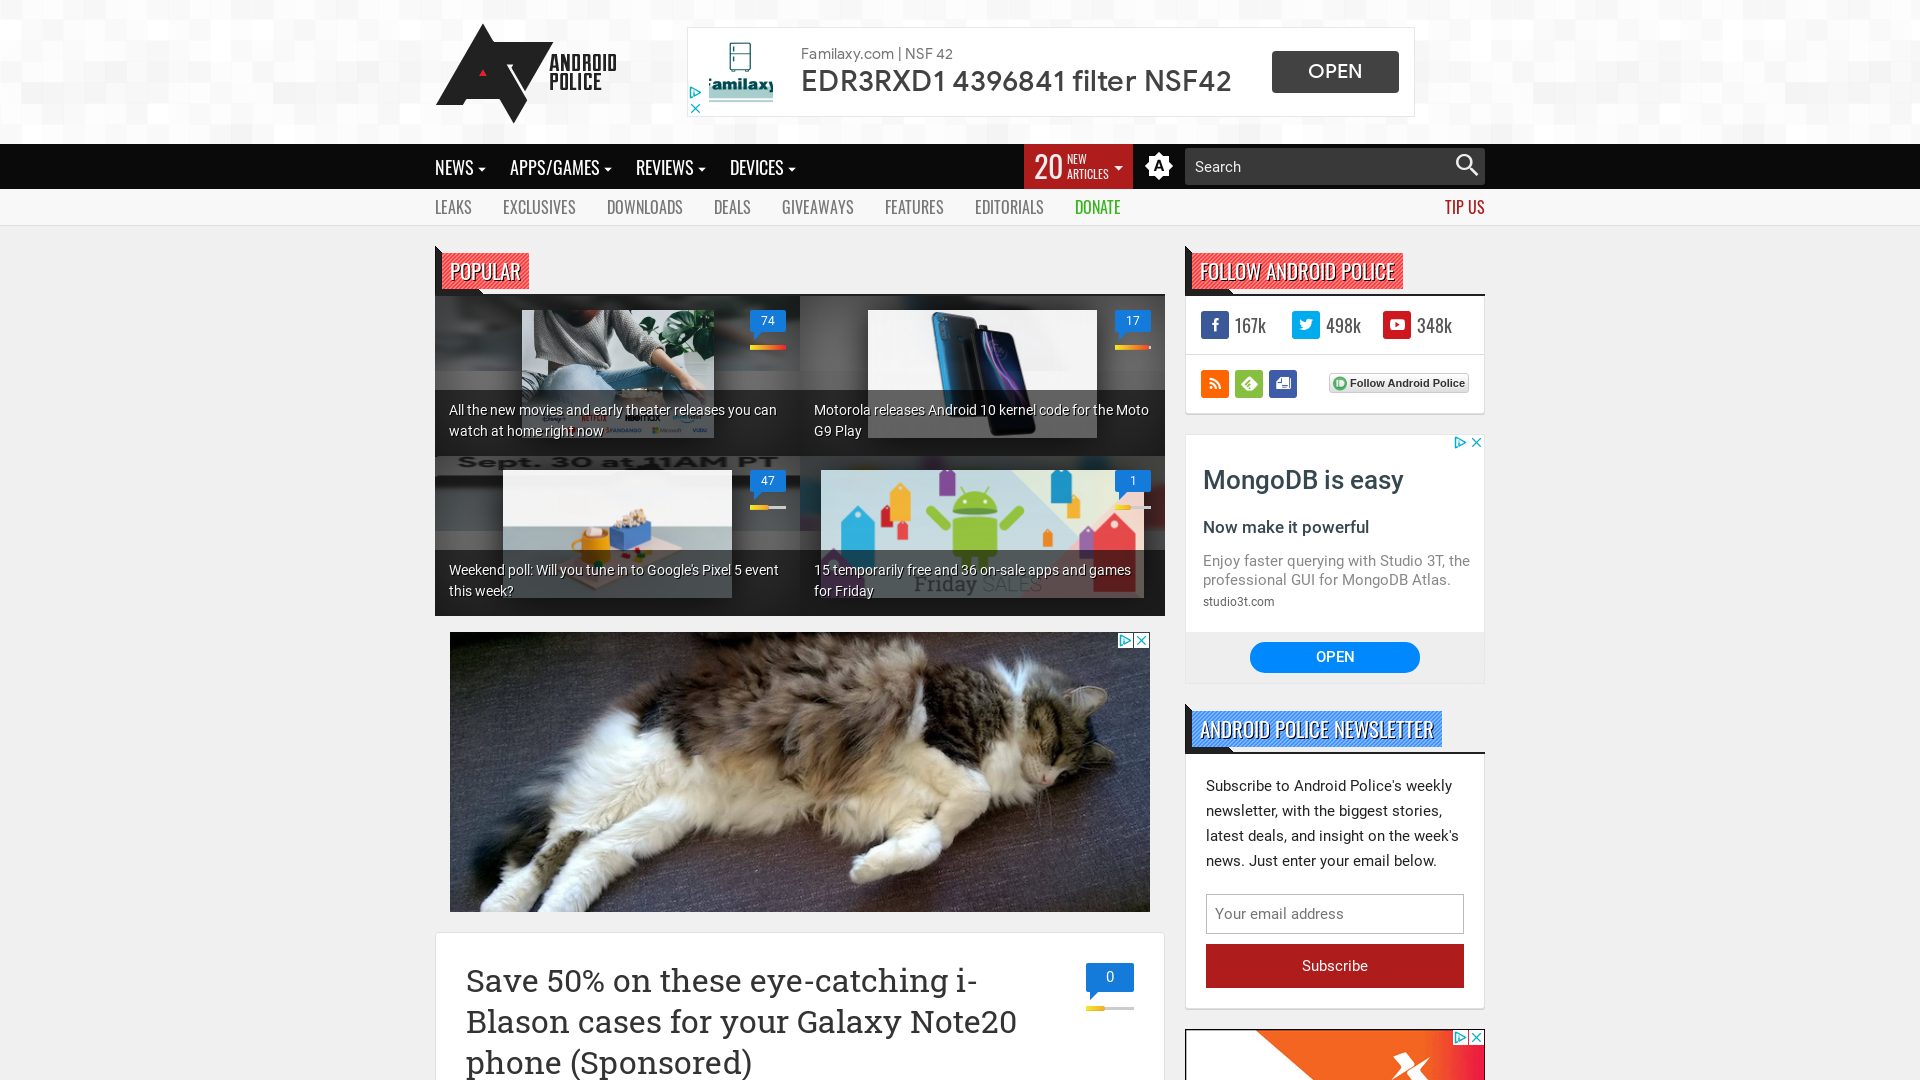 ANDROID
POLICE
Familaxy
Familaxy.com | NSF 42
EDR3RXD1 4396841 filter NSF42
OPEN
NEWS
APPS/GAMES
REVIEWS
DEVICES
20 NEW ARTICLES
A
Search
LEAKS
EXCLUSIVES
DOWNLOADS
DEALS
GIVEAWAYS
FEATURES
EDITORIALS
DONATE
TIP US
POPULAR
74
All the new movies and early theater releases you can
watch at home right now
17
Motorola releases Android 10 kernel code for the Moto
G9 Play
Sept. 30 at 11AM PT
47
Weekend poll: Will you tune in to Google's Pixel 5 event
this week?
1
15 temporarily free and 36 on-sale apps and games
for Friday
Friday SALES
Save 50% on these eye-catching i-
Blason cases for your Galaxy Note20
phone (Sponsored)
0
FOLLOW ANDROID POLICE
167k
498k
348k
Follow Android Police
MongoDB is easy
Now make it powerful
Enjoy faster querying with Studio 3T, the
professional GUI for MongoDB Atlas.
studio3t.com
OPEN
ANDROID POLICE NEWSLETTER
Subscribe to Android Police's weekly
newsletter, with the biggest stories,
latest deals, and insight on the week's
news. Just enter your email below.
Your email address
Subscribe